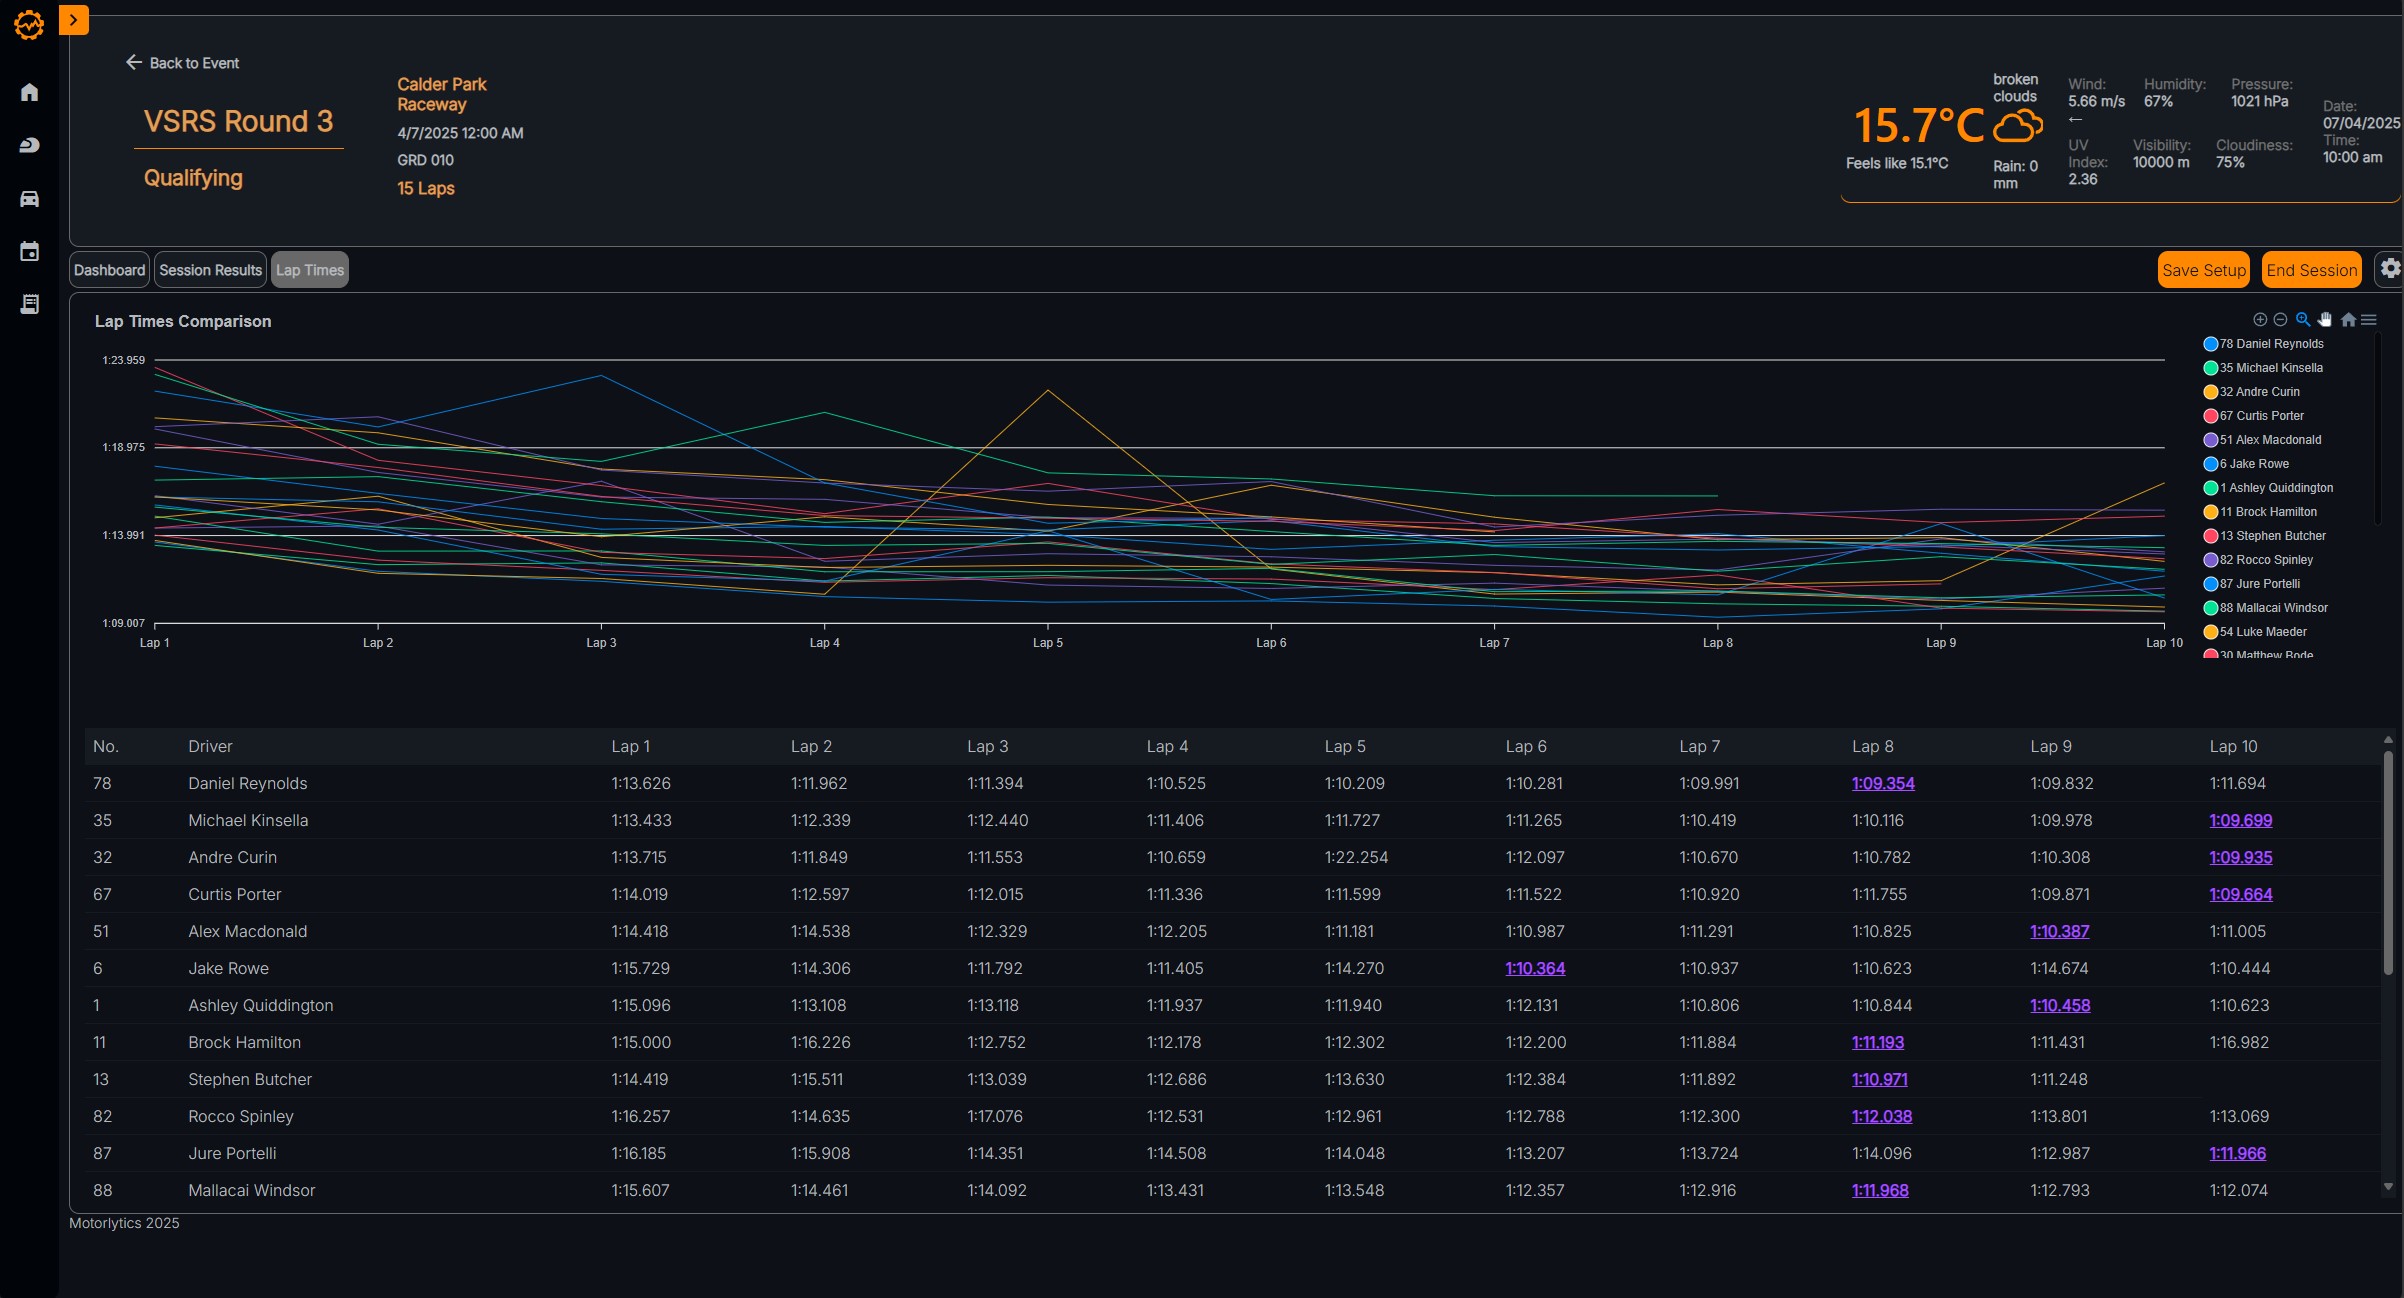 Back to Event
VSRS Round 3
Qualifying
Calder Park
Raceway
4/7/2025 12:00 AM
GRD 010
15 Laps
15.7°C
Feels like 15.1°C
broken
clouds
Rain: 0
mm
Wind:
5.66 m/s
←
Humidity:
67%
Pressure:
1021 hPa
UV
Index:
2.36
Visibility:
10000 m
Cloudiness:
75%
Date:
07/04/2025
Time:
10:00 am
Dashboard Session Results Lap Times
Save Setup End Session
Lap Times Comparison
1:23.959
1:18.975
1:13.991
1:09.007
Lap 1 Lap 2 Lap 3 Lap 4 Lap 5 Lap 6 Lap 7 Lap 8 Lap 9 Lap 10
78 Daniel Reynolds
35 Michael Kinsella
32 Andre Curin
67 Curtis Porter
51 Alex Macdonald
6 Jake Rowe
1 Ashley Quiddington
11 Brock Hamilton
13 Stephen Butcher
82 Rocco Spinley
87 Jure Portelli
88 Mallacai Windsor
54 Luke Maeder
30 Matthew Bode
No. Driver Lap 1 Lap 2 Lap 3 Lap 4 Lap 5 Lap 6 Lap 7 Lap 8 Lap 9 Lap 10
78 Daniel Reynolds 1:13.626 1:11.962 1:11.394 1:10.525 1:10.209 1:10.281 1:09.991 1:09.354 1:09.832 1:11.694
35 Michael Kinsella 1:13.433 1:12.339 1:12.440 1:11.406 1:11.727 1:11.265 1:10.419 1:10.116 1:09.978 1:09.699
32 Andre Curin 1:13.715 1:11.849 1:11.553 1:10.659 1:22.254 1:12.097 1:10.670 1:10.782 1:10.308 1:09.935
67 Curtis Porter 1:14.019 1:12.597 1:12.015 1:11.336 1:11.599 1:11.522 1:10.920 1:11.755 1:09.871 1:09.664
51 Alex Macdonald 1:14.418 1:14.538 1:12.329 1:12.205 1:11.181 1:10.987 1:11.291 1:10.825 1:10.387 1:11.005
6 Jake Rowe 1:15.729 1:14.306 1:11.792 1:11.405 1:14.270 1:10.364 1:10.937 1:10.623 1:14.674 1:10.444
1 Ashley Quiddington 1:15.096 1:13.108 1:13.118 1:11.937 1:11.940 1:12.131 1:10.806 1:10.844 1:10.458 1:10.623
11 Brock Hamilton 1:15.000 1:16.226 1:12.752 1:12.178 1:12.302 1:12.200 1:11.884 1:11.193 1:11.431 1:16.982
13 Stephen Butcher 1:14.419 1:15.511 1:13.039 1:12.686 1:13.630 1:12.384 1:11.892 1:10.971 1:11.248
82 Rocco Spinley 1:16.257 1:14.635 1:17.076 1:12.531 1:12.961 1:12.788 1:12.300 1:12.038 1:13.801 1:13.069
87 Jure Portelli 1:16.185 1:15.908 1:14.351 1:14.508 1:14.048 1:13.207 1:13.724 1:14.096 1:12.987 1:11.966
88 Mallacai Windsor 1:15.607 1:14.461 1:14.092 1:13.431 1:13.548 1:12.357 1:12.916 1:11.968 1:12.793 1:12.074
Motorlytics 2025